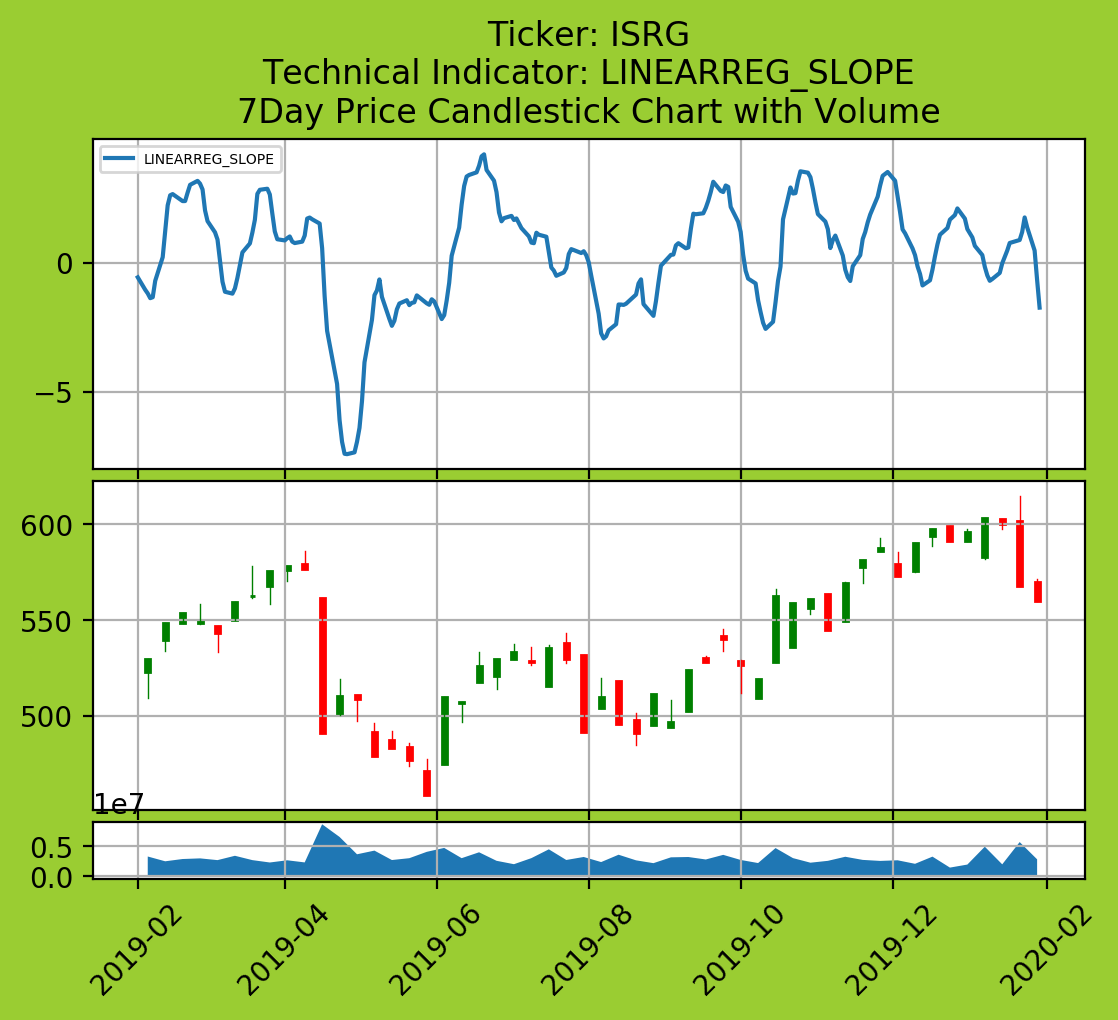 Ticker: ISRG
Technical Indicator: LINEARREG_SLOPE
7Day Price Candlestick Chart with Volume
LINEARREG_SLOPE
0
−5
600
550
500
1e7
0.5
0.0
2019-02
2019-04
2019-06
2019-08
2019-10
2019-12
2020-02